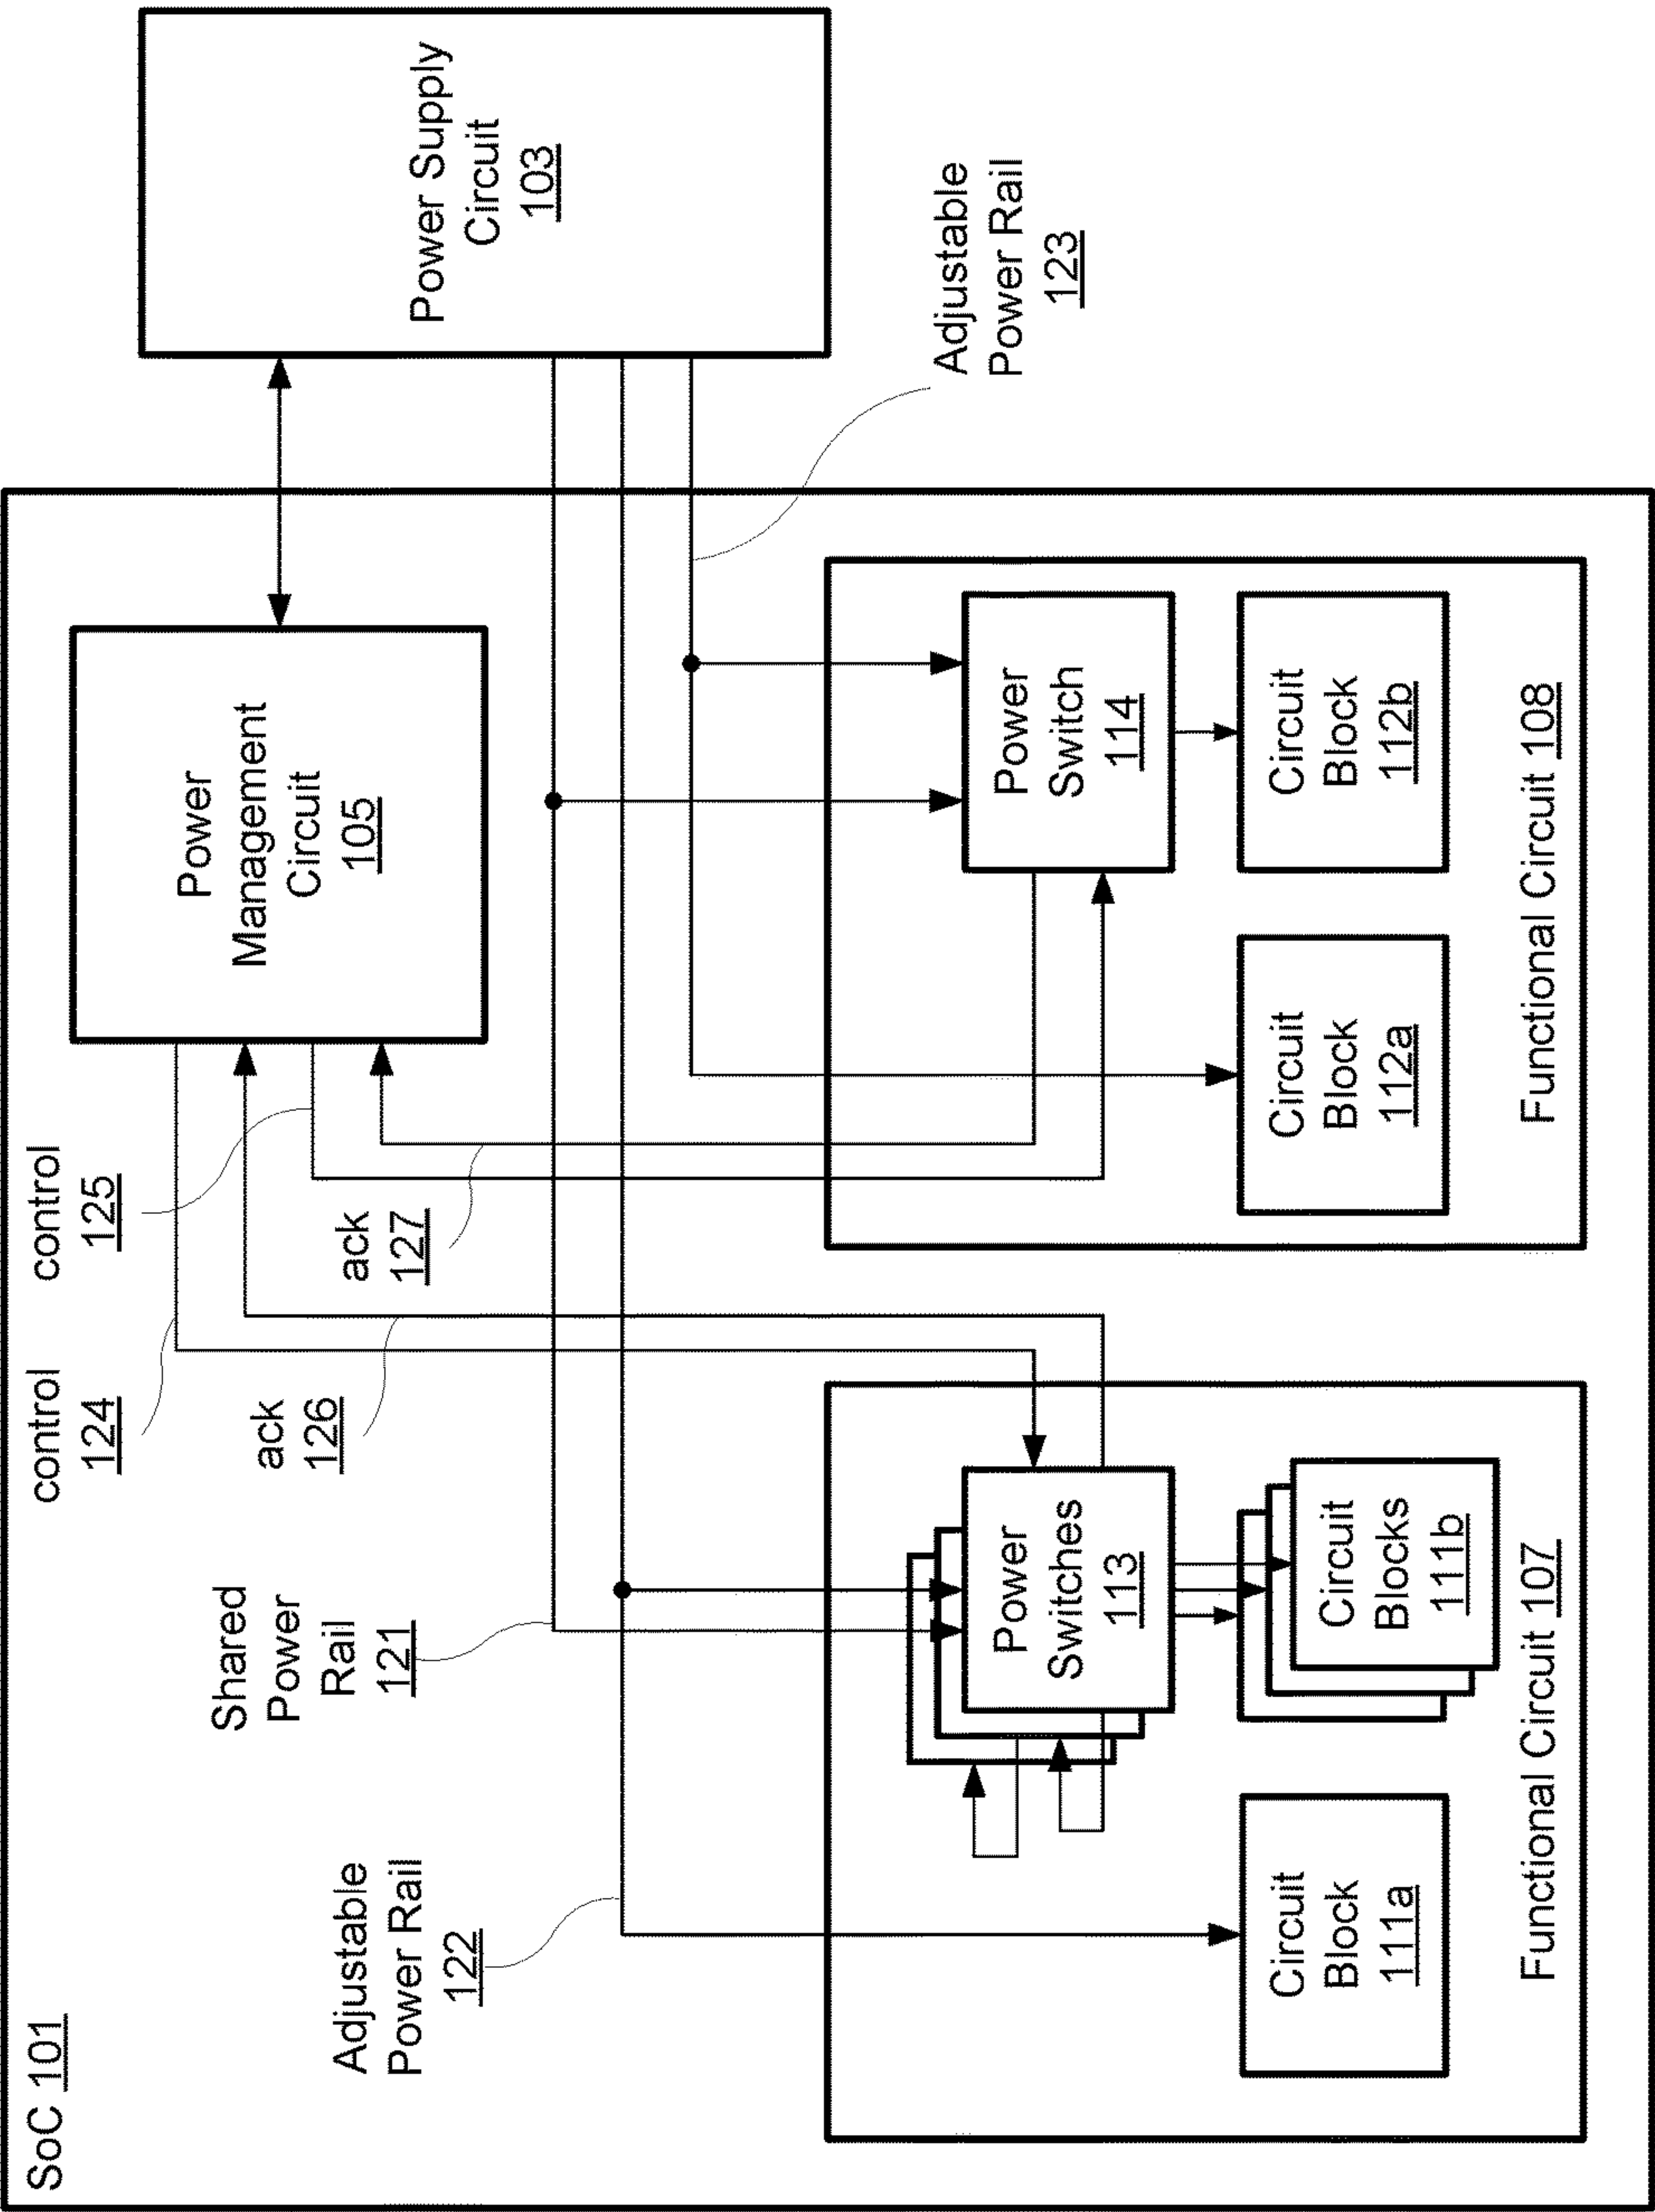 SoC 101
control
124
control
125
ack
126
ack
127
Power
Management
Circuit
105
Power Supply
Circuit
103
Shared
Power
Rail
121
Adjustable
Power Rail
122
Adjustable
Power Rail
123
Power
Switches
113
Circuit
Block
111a
Circuit
Blocks
111b
Functional Circuit 107
Power
Switch
114
Circuit
Block
112a
Circuit
Block
112b
Functional Circuit 108